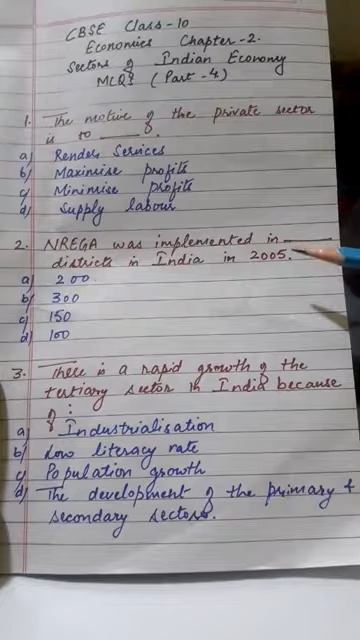 CBSE Class-10
Economics Chapter-2.
Sectors of Indian Economy
MCQs (Part-4)
1. The motive of the private sector
is to ____.
a) Render Services
b) Maximise profits
c) Minimise profits
d) Supply labour
2. NREGA was implemented in ____
districts in India in 2005.
a) 200
b) 300
c) 150
d) 100
3. There is a rapid growth of the
tertiary sector in India because
of :
a) Industrialisation
b) Low literacy rate
c) Population growth
d) The development of the primary +
secondary sectors.